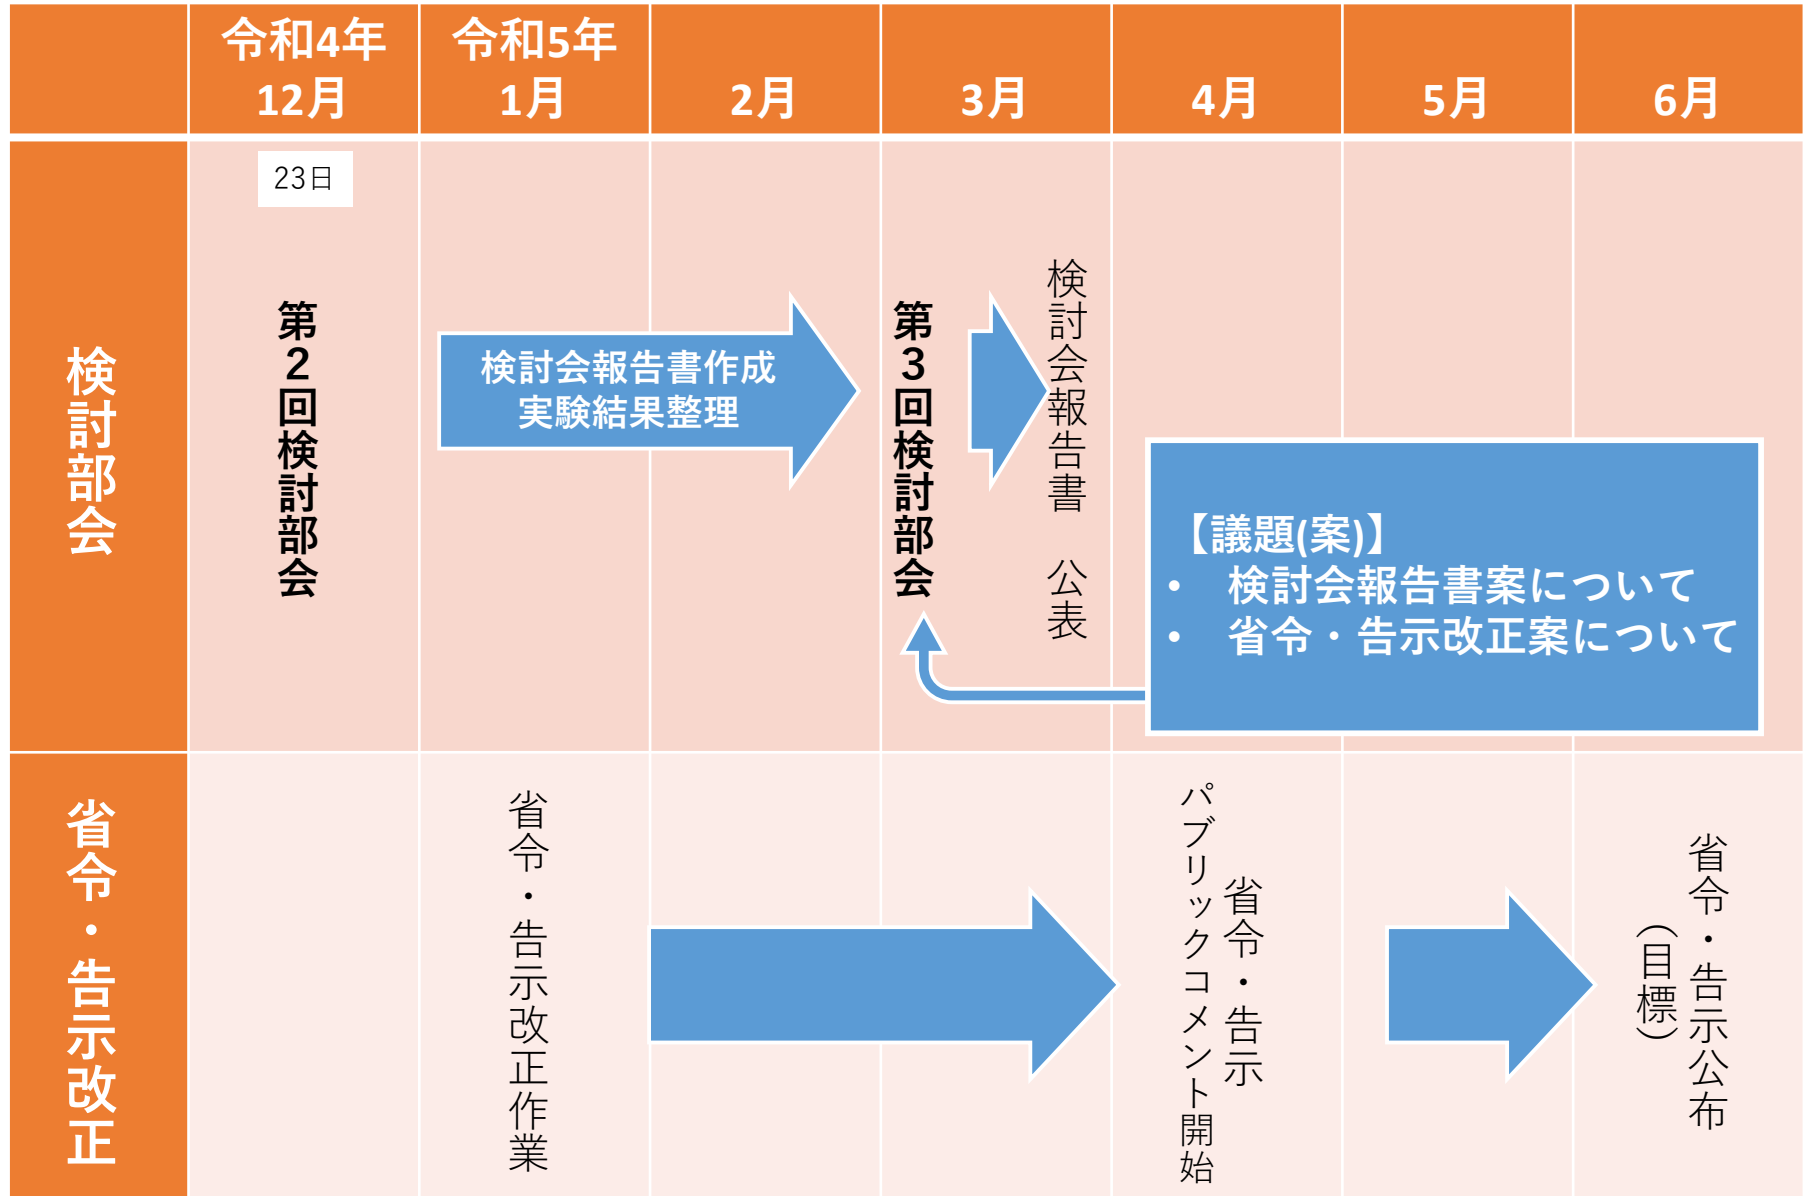 令和4年
12月
令和5年
1月
2月
3月
4月
5月
6月
検討部会
23日
第２回検討部会
検討会報告書作成
実験結果整理
第３回検討部会
検討会報告書　公表
【議題(案)】
• 検討会報告書案について
• 省令・告示改正案について
省令・告示改正
省令・告示改正作業
省令・告示
パブリックコメント開始
省令・告示公布
（目標）